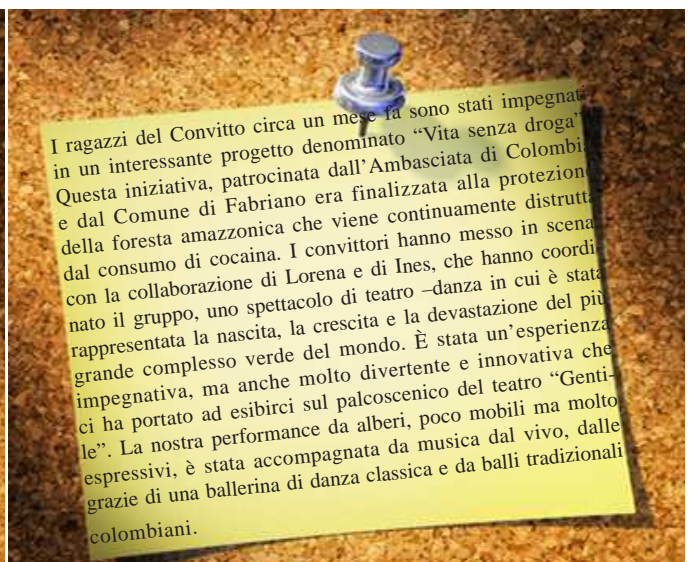 I ragazzi del Convitto circa un mese fa sono stati impegnati
in un interessante progetto denominato “Vita senza droga”
Questa iniziativa, patrocinata dall’Ambasciata di Colombi
e dal Comune di Fabriano era finalizzata alla protezion
della foresta amazzonica che viene continuamente distrutta
dal consumo di cocaina. I convittori hanno messo in scena
con la collaborazione di Lorena e di Ines, che hanno coordi-
nato il gruppo, uno spettacolo di teatro –danza in cui è stata
rappresentata la nascita, la crescita e la devastazione del più
grande complesso verde del mondo. È stata un’esperienza
impegnativa, ma anche molto divertente e innovativa che
ci ha portato ad esibirci sul palcoscenico del teatro “Genti-
le”. La nostra performance da alberi, poco mobili ma molto
espressivi, è stata accompagnata da musica dal vivo, dalle
grazie di una ballerina di danza classica e da balli tradizionali
colombiani.